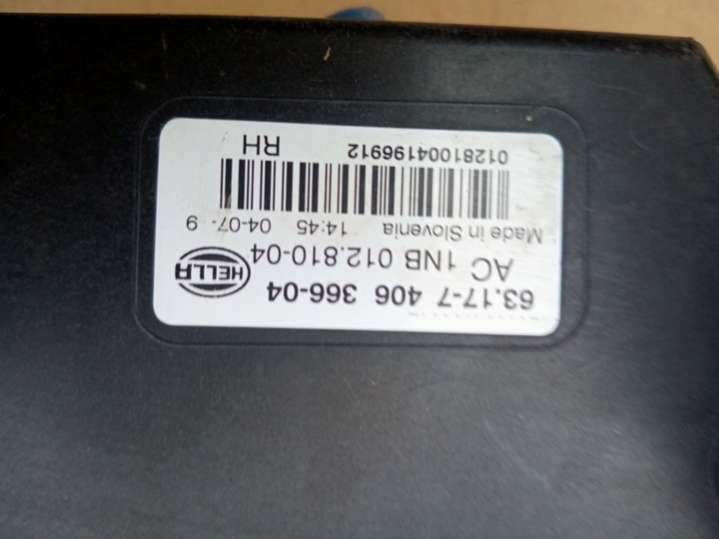 63.17-7 406 366-04
AC 1NB 012.810-04
HELLA
Made in Slovenia 14:45 04-07- 9
012810004196912 RH